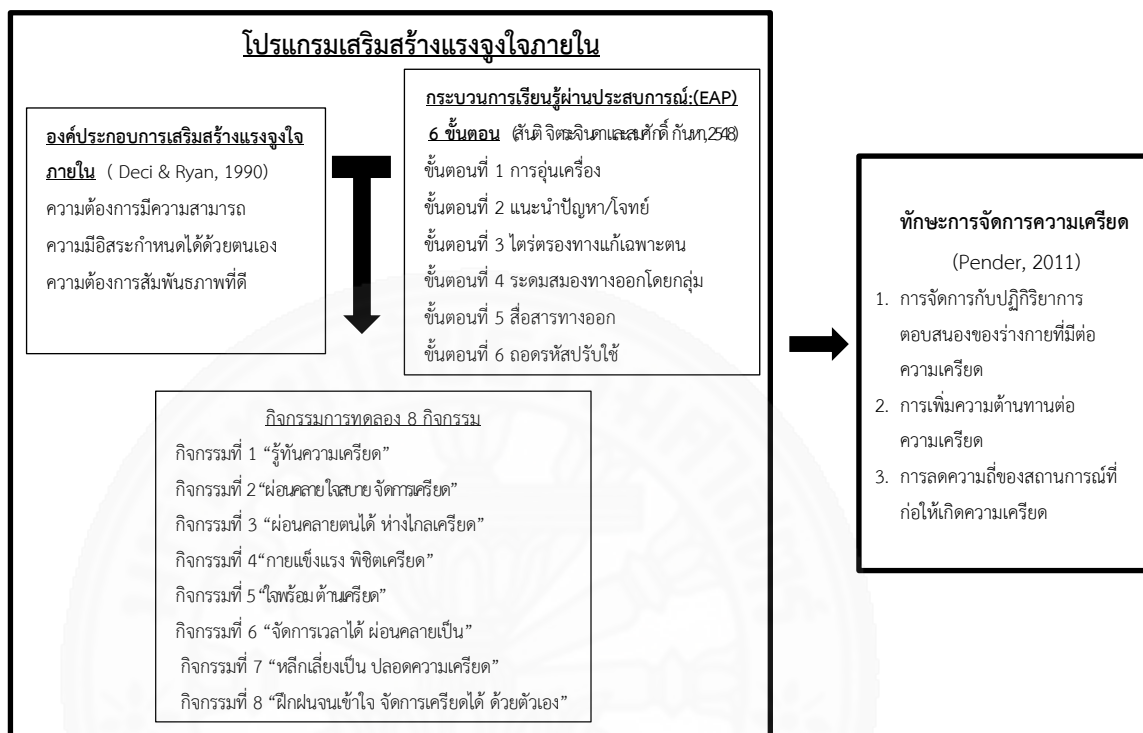 โปรแกรมเสริมสร้างแรงจูงใจภายใน
องค์ประกอบการเสริมสร้างแรงจูงใจ
ภายใน ( Deci & Ryan, 1990)
ความต้องการมีความสามารถ
ความมีอิสระกำหนดได้ด้วยตนเอง
ความต้องการสัมพันธภาพที่ดี
กระบวนการเรียนรู้ผ่านประสบการณ์:(EAP)
6 ขั้นตอน (สันติ จิตระจินดาและสมศักดิ์ กันหา,2548)
ขั้นตอนที่ 1 การอุ่นเครื่อง
ขั้นตอนที่ 2 แนะนำปัญหา/โจทย์
ขั้นตอนที่ 3 ไตร่ตรองทางแก้เฉพาะตน
ขั้นตอนที่ 4 ระดมสมองทางออกโดยกลุ่ม
ขั้นตอนที่ 5 สื่อสารทางออก
ขั้นตอนที่ 6 ถอดรหัสปรับใช้
กิจกรรมการทดลอง 8 กิจกรรม
กิจกรรมที่ 1 “รู้ทันความเครียด”
กิจกรรมที่ 2 “ผ่อนคลาย ใจสบาย จัดการเครียด”
กิจกรรมที่ 3 “ผ่อนคลายตนได้ ห่างไกลเครียด”
กิจกรรมที่ 4 “กายแข็งแรง พิชิตเครียด”
กิจกรรมที่ 5 “ใจพร้อม ต้านเครียด”
กิจกรรมที่ 6 “จัดการเวลาได้ ผ่อนคลายเป็น”
กิจกรรมที่ 7 “หลีกเลี่ยงเป็น ปลอดความเครียด”
กิจกรรมที่ 8 “ฝึกฝนจนเข้าใจ จัดการเครียดได้ ด้วยตัวเอง”
ทักษะการจัดการความเครียด
(Pender, 2011)
1. การจัดการกับปฏิกิริยาการ
ตอบสนองของร่างกายที่มีต่อ
ความเครียด
2. การเพิ่มความต้านทานต่อ
ความเครียด
3. การลดความถี่ของสถานการณ์ที่
ก่อให้เกิดความเครียด